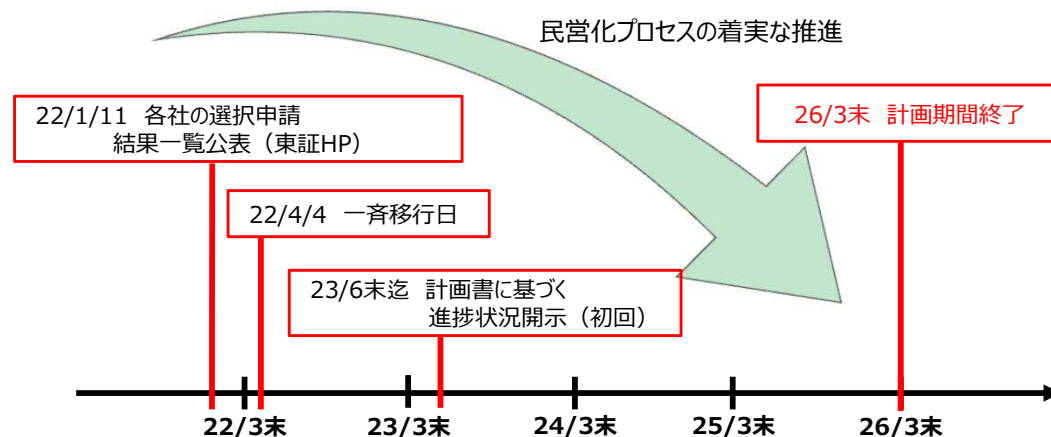 民営化プロセスの着実な推進
22/1/11 各社の選択申請
結果一覧公表（東証HP）
26/3末 計画期間終了
22/4/4 一斉移行日
23/6末迄 計画書に基づく
進捗状況開示（初回）
22/3末 23/3末 24/3末 25/3末 26/3末